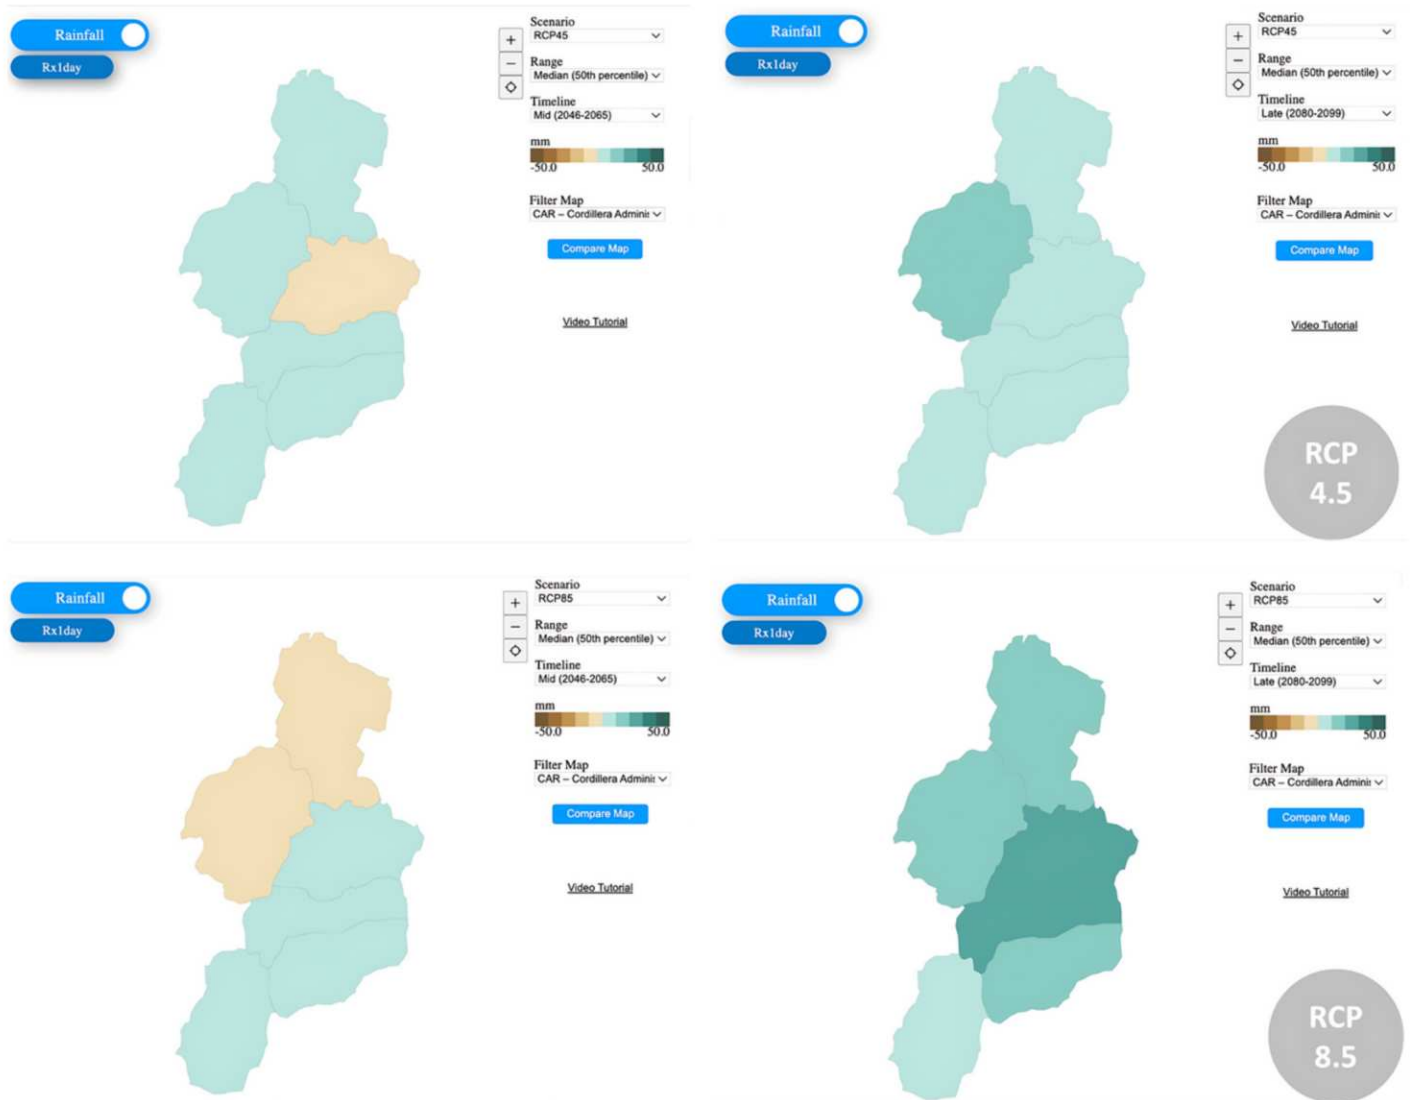 Rainfall
Rx1day
+
−
Scenario
RCP45
Range
Median (50th percentile)
Timeline
Mid (2046-2065)
mm
-50.0 50.0
Filter Map
CAR – Cordillera Adminis
Compare Map
Video Tutorial
Rainfall
Rx1day
+
−
Scenario
RCP45
Range
Median (50th percentile)
Timeline
Late (2080-2099)
mm
-50.0 50.0
Filter Map
CAR – Cordillera Adminis
Compare Map
Video Tutorial
RCP
4.5
Rainfall
Rx1day
+
−
Scenario
RCP85
Range
Median (50th percentile)
Timeline
Mid (2046-2065)
mm
-50.0 50.0
Filter Map
CAR – Cordillera Adminis
Compare Map
Video Tutorial
Rainfall
Rx1day
+
−
Scenario
RCP85
Range
Median (50th percentile)
Timeline
Late (2080-2099)
mm
-50.0 50.0
Filter Map
CAR – Cordillera Adminis
Compare Map
Video Tutorial
RCP
8.5